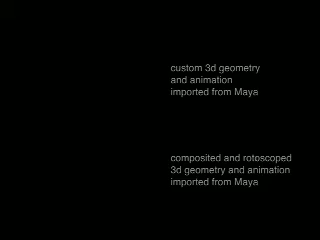 custom 3d geometry
and animation
imported from Maya
composited and rotoscoped
3d geometry and animation
imported from Maya